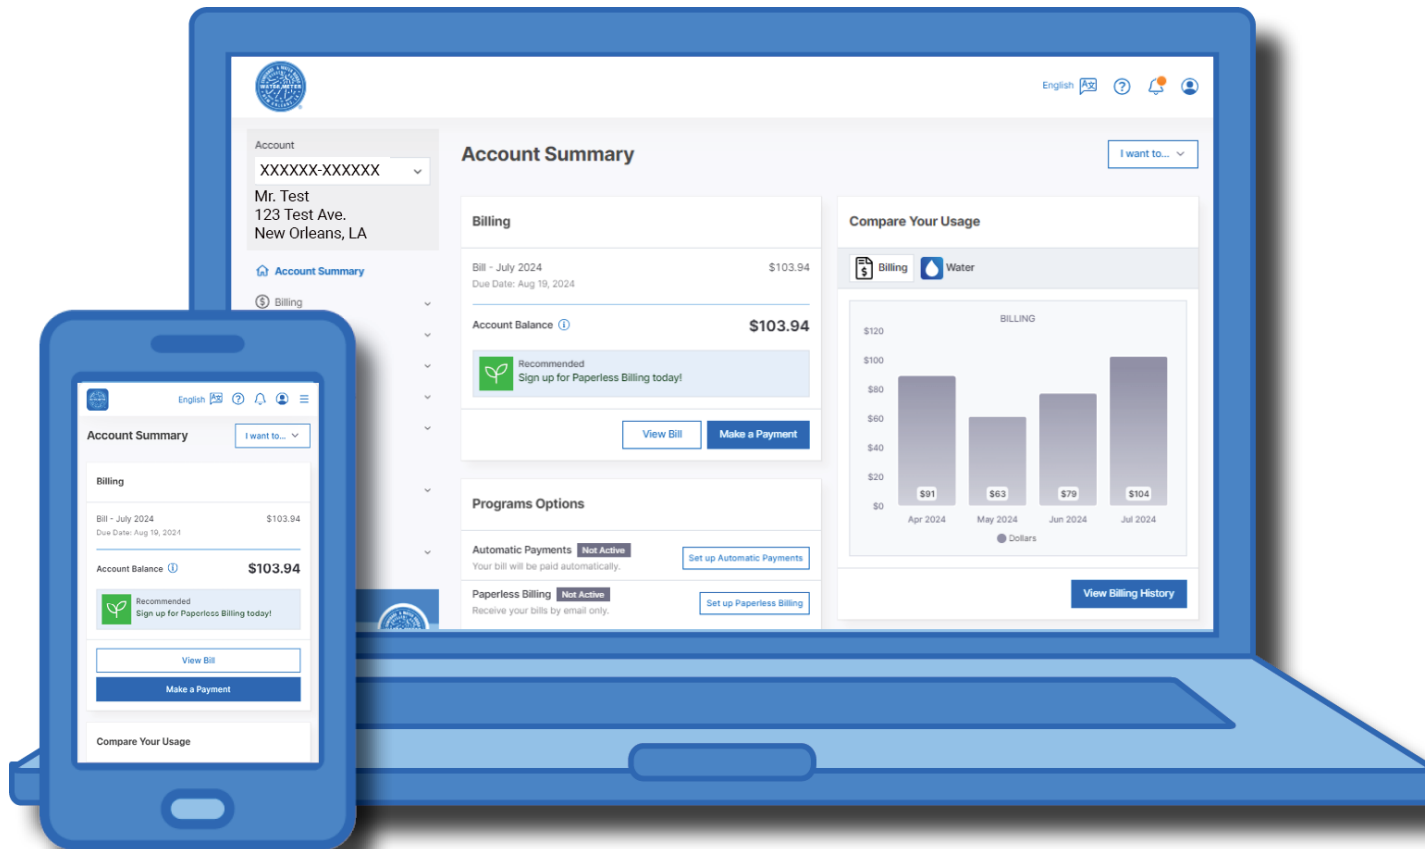 WATER METER
English
Account
XXXXXX-XXXXXX
Mr. Test
123 Test Ave.
New Orleans, LA
Account Summary
Billing
Account Summary
I want to...
Billing
Bill - July 2024 $103.94
Due Date: Aug 19, 2024
Account Balance $103.94
Recommended
Sign up for Paperless Billing today!
View Bill Make a Payment
Programs Options
Automatic Payments Not Active
Your bill will be paid automatically.
Set up Automatic Payments
Paperless Billing Not Active
Receive your bills by email only.
Set up Paperless Billing
Compare Your Usage
Billing Water
BILLING
$120
$100
$80
$60
$40
$20
$0
$91 $63 $79 $104
Apr 2024 May 2024 Jun 2024 Jul 2024
Dollars
View Billing History
English
Account Summary
I want to...
Billing
Bill - July 2024 $103.94
Due Date: Aug 19, 2024
Account Balance $103.94
Recommended
Sign up for Paperless Billing today!
View Bill
Make a Payment
Compare Your Usage